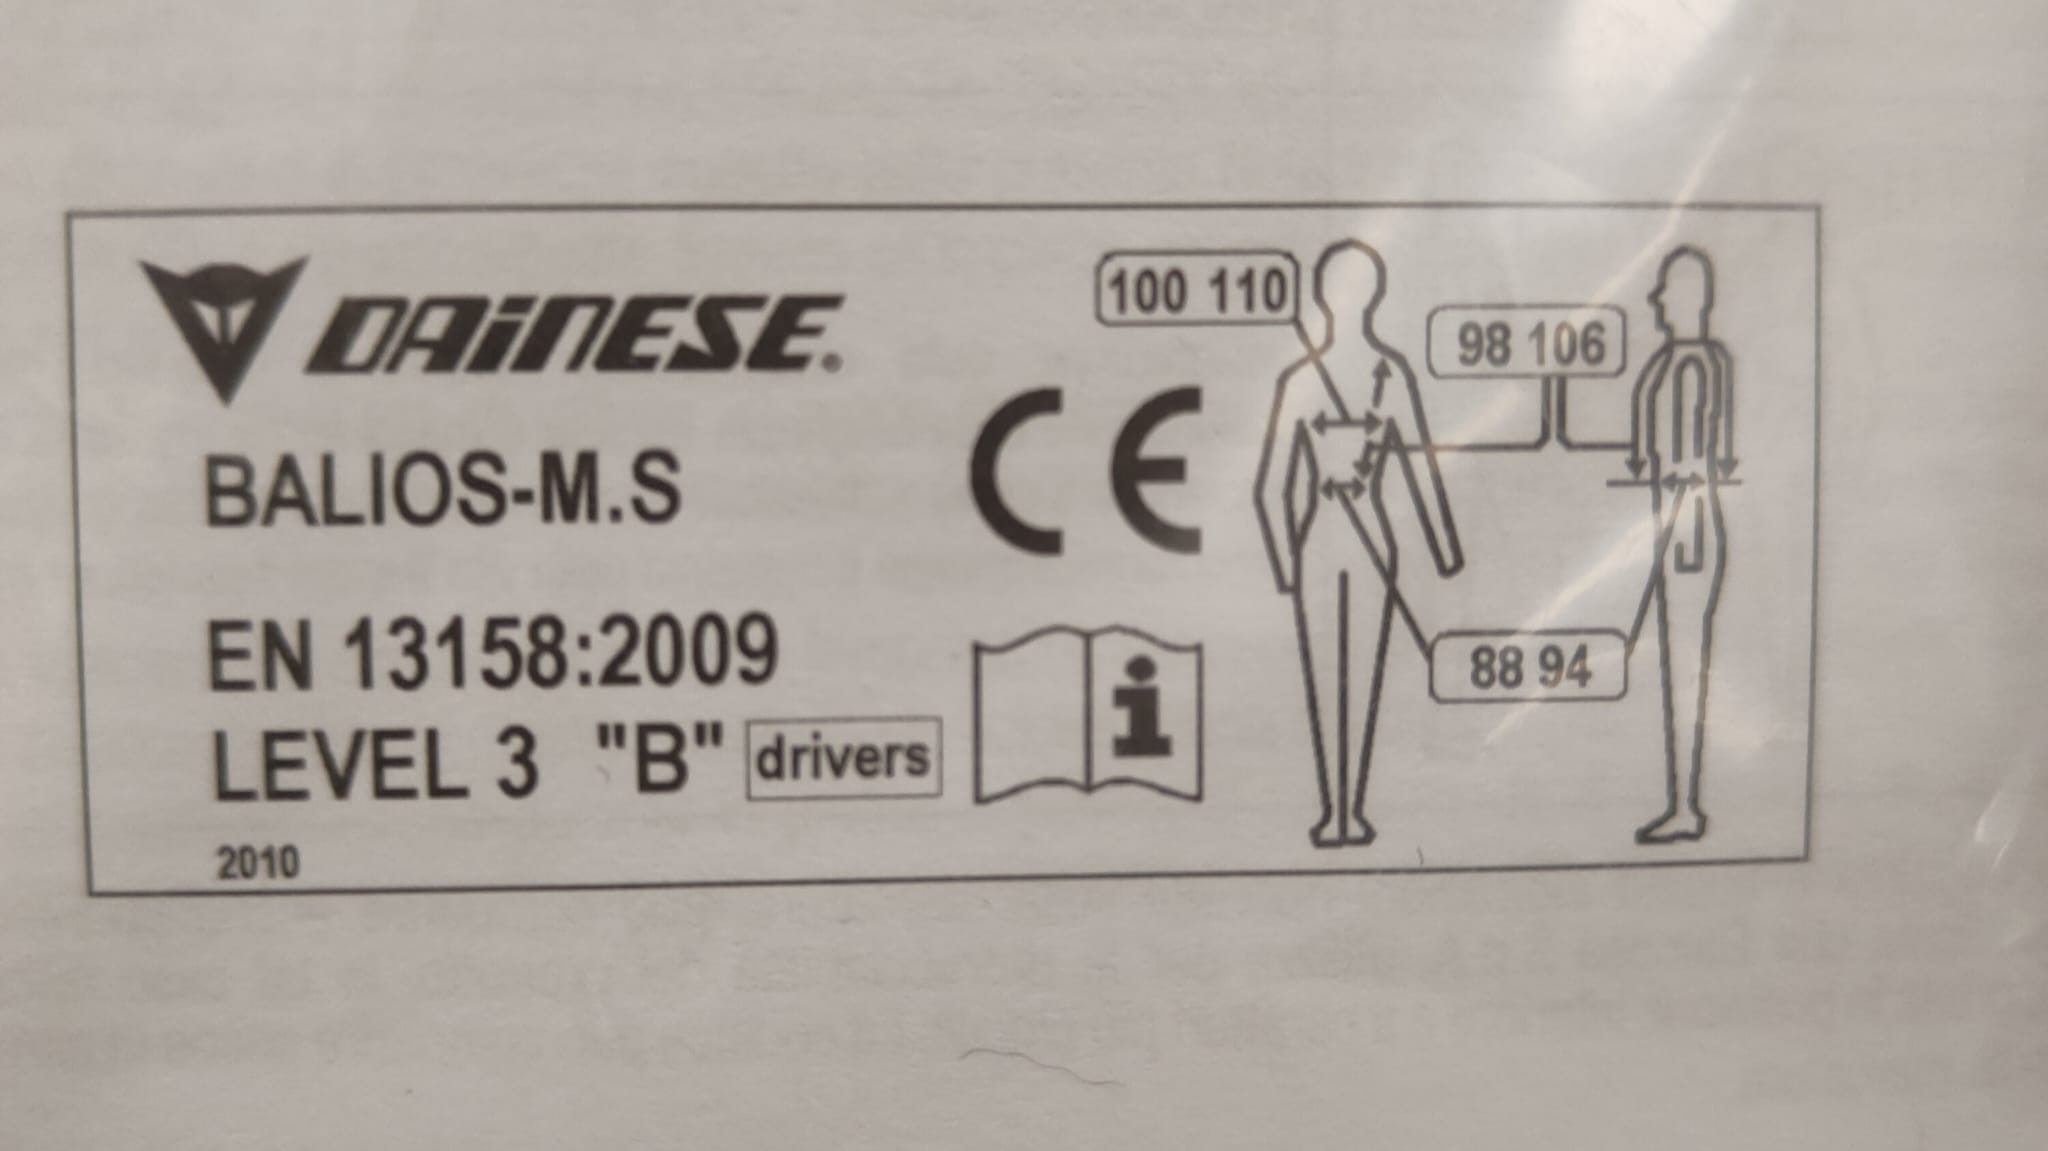 DAINESE®
BALIOS-M.S
EN 13158:2009
LEVEL 3 "B" drivers
2010
CE
i
100 110
98 106
88 94